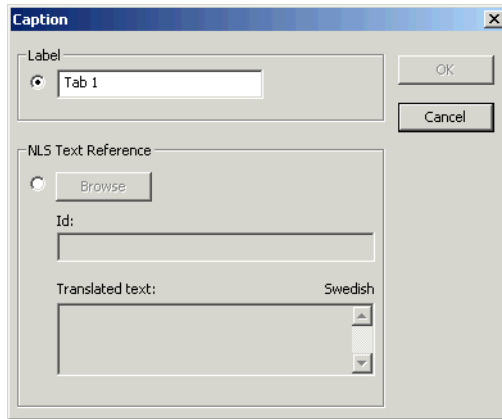 Caption
Label
Tab 1
OK
Cancel
NLS Text Reference
Browse
Id:
Translated text: Swedish